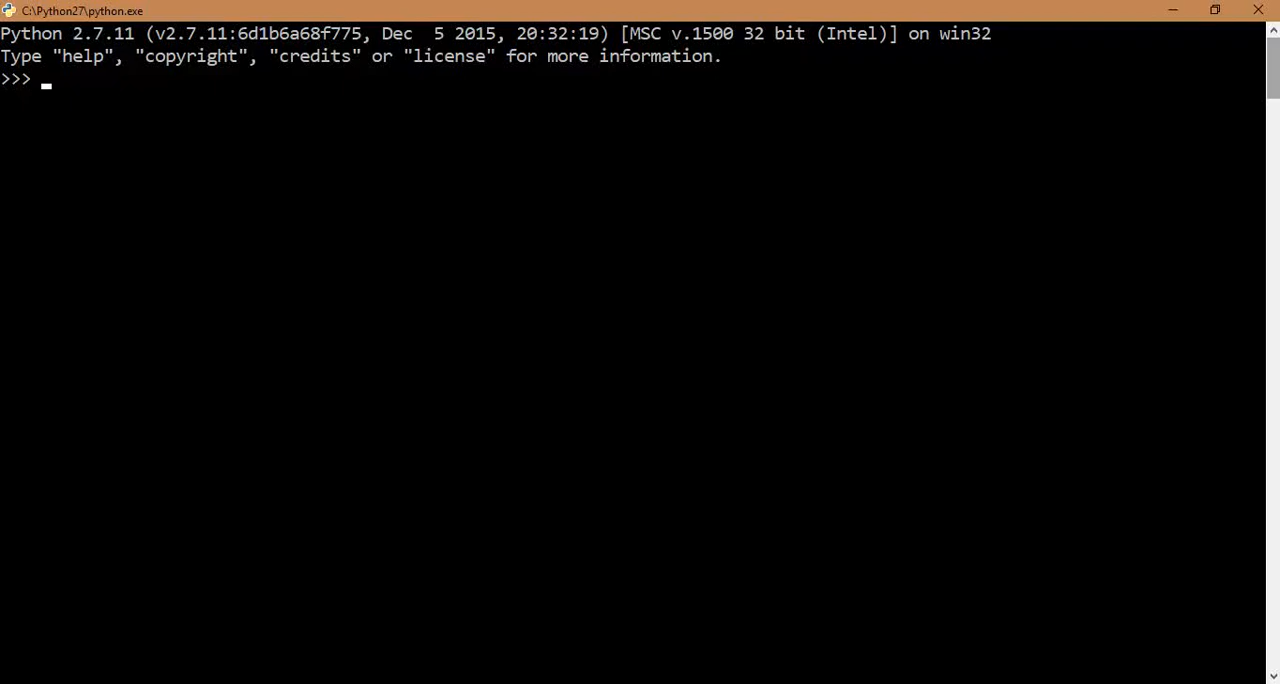 C:\Python27\python.exe
Python 2.7.11 (v2.7.11:6d1b6a68f775, Dec  5 2015, 20:32:19) [MSC v.1500 32 bit (Intel)] on win32
Type "help", "copyright", "credits" or "license" for more information.
>>>